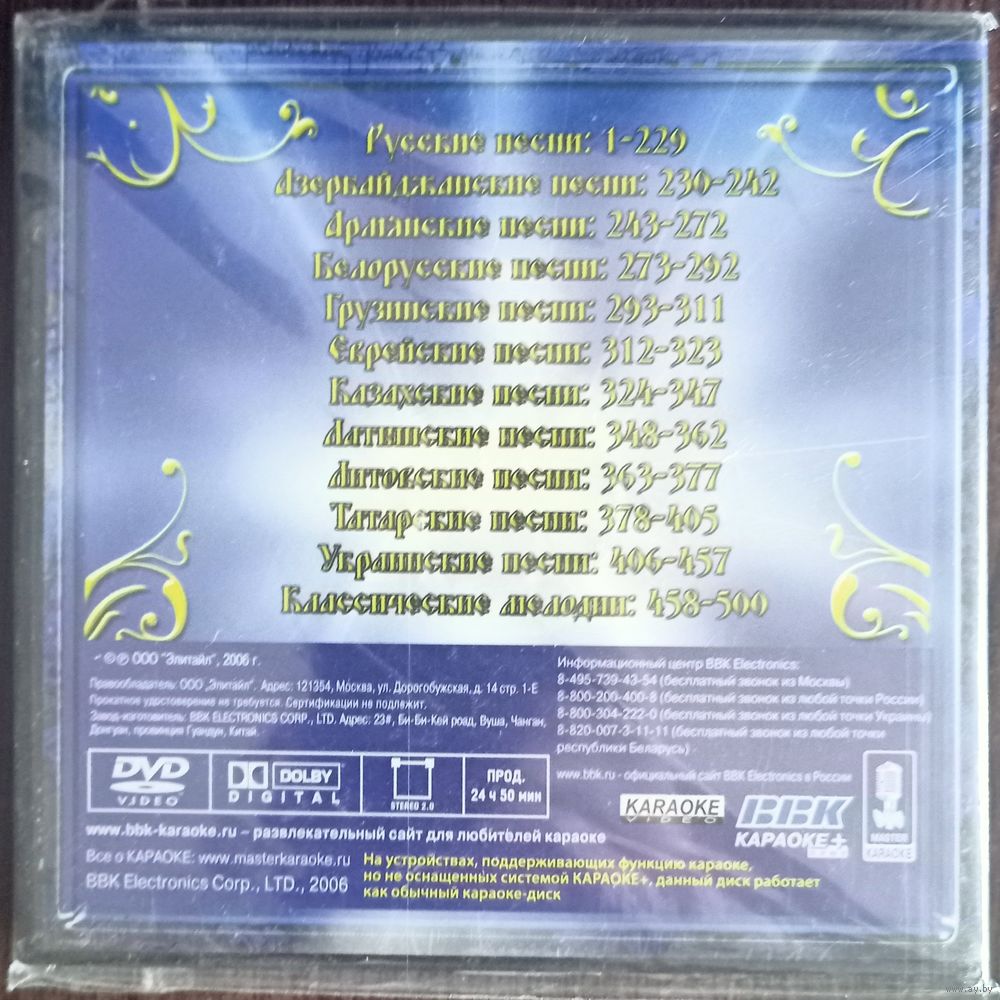 Русские песни: 1-229
Азербайджанские песни: 230-242
Армянские песни: 243-272
Белорусские песни: 273-292
Грузинские песни: 293-311
Еврейские песни: 312-323
Казахские песни: 324-347
Латышские песни: 348-362
Литовские песни: 363-377
Татарские песни: 378-405
Украинские песни: 406-457
Классические мелодии: 458-500
©℗ ООО "Элитайл", 2006 г.
Правообладатель: ООО „Элитайл". Адрес: 121354, Москва, ул. Дорогобужская, д. 14 стр. 1-Е
Прокатное удостоверение не требуется. Сертификации не подлежит.
Завод-изготовитель: BBK ELECTRONICS CORP., LTD. Адрес: 23#, Би-Би-Кей роад, Вуша, Чанган,
Донгуан, провинция Гуандун, Китай.
Информационный центр BBK Electronics:
8-495-739-43-54 (бесплатный звонок из Москвы)
8-800-200-400-8 (бесплатный звонок из любой точки России)
8-800-304-222-0 (бесплатный звонок из любой точки Украины)
8-820-007-3-11-11 (бесплатный звонок из любой точки
республики Беларусь)
www.bbk.ru - официальный сайт BBK Electronics в России
DVD VIDEO
DOLBY DIGITAL
STEREO 2.0
ПРОД.
24 ч 50 мин
KARAOKE VIDEO
BBK КАРАОКЕ+
MASTER KARAOKE
www.bbk-karaoke.ru – развлекательный сайт для любителей караоке
Все о КАРАОКЕ: www.masterkaraoke.ru
BBK Electronics Corp., LTD., 2006
На устройствах, поддерживающих функцию караоке,
но не оснащенных системой КАРАОКЕ+, данный диск работает
как обычный караоке-диск
www.ay.by